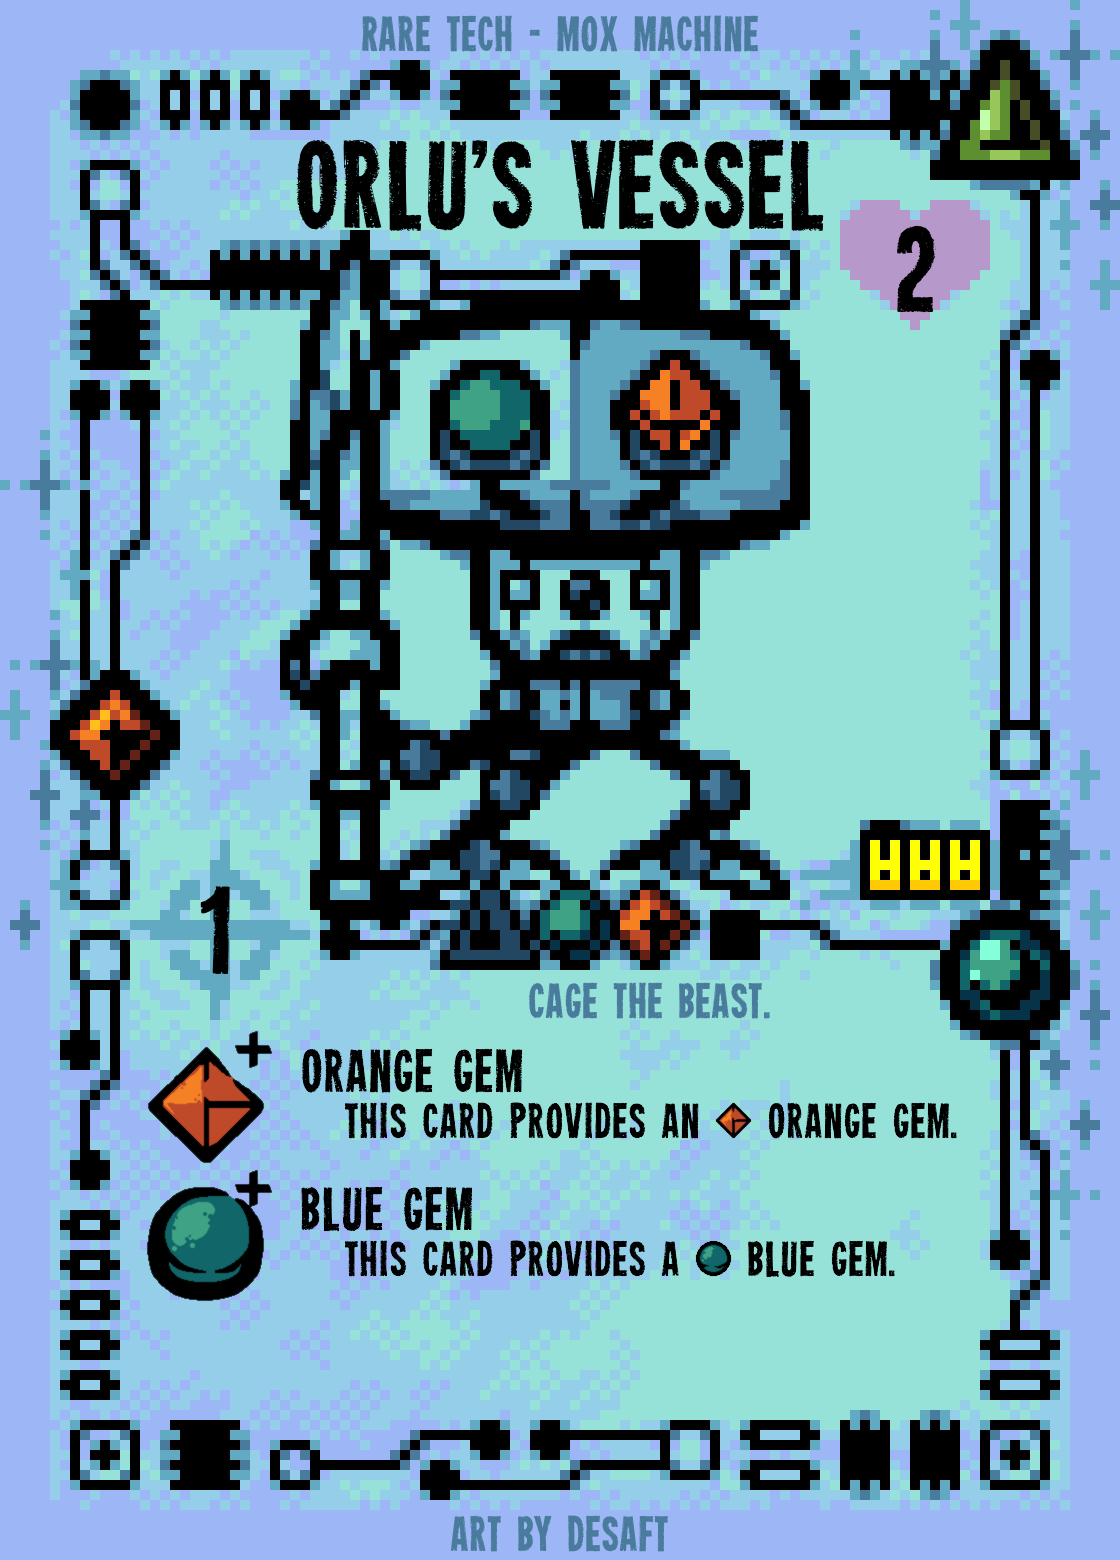 RARE TECH - MOX MACHINE
ORLU'S VESSEL
2
1
CAGE THE BEAST.
ORANGE GEM
THIS CARD PROVIDES AN ORANGE GEM.
BLUE GEM
THIS CARD PROVIDES A BLUE GEM.
ART BY DESAFT